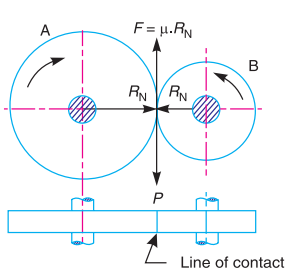 A
F = μ.R_N
B
R_N R_N
P
Line of contact